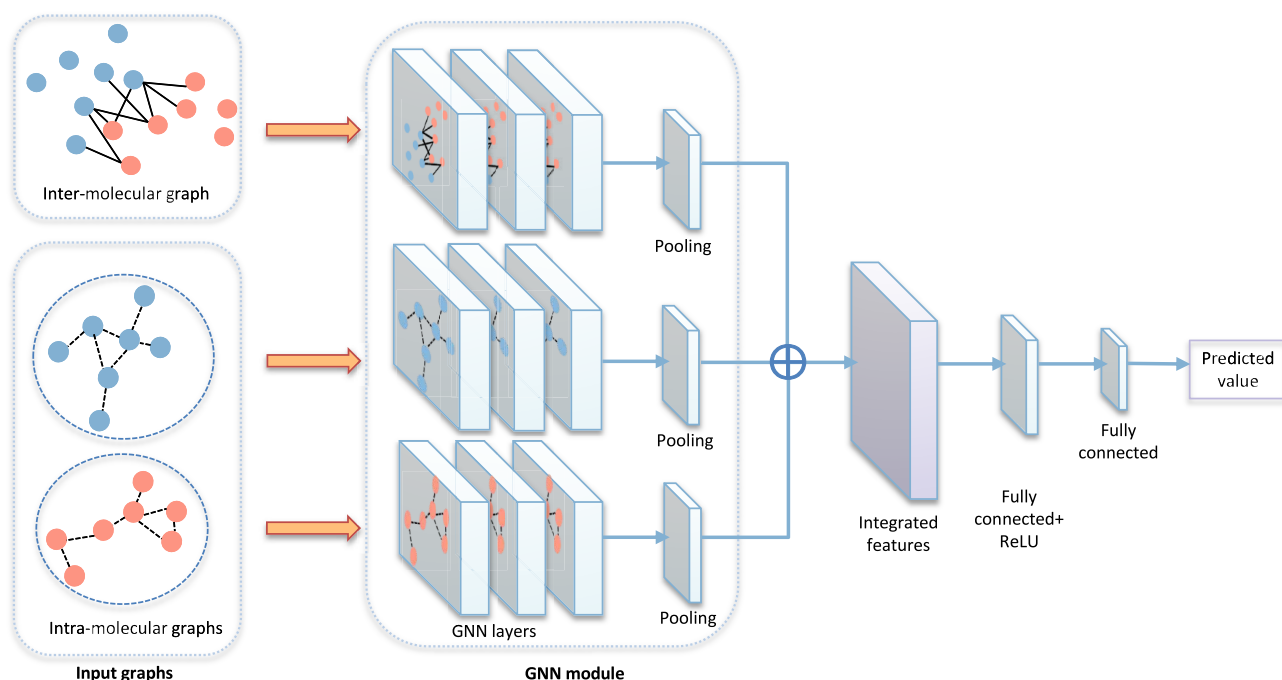 Inter-molecular graph
Intra-molecular graphs
Input graphs
Pooling
Pooling
Pooling
GNN layers
GNN module
Integrated
features
Fully
connected+
ReLU
Fully
connected
Predicted
value